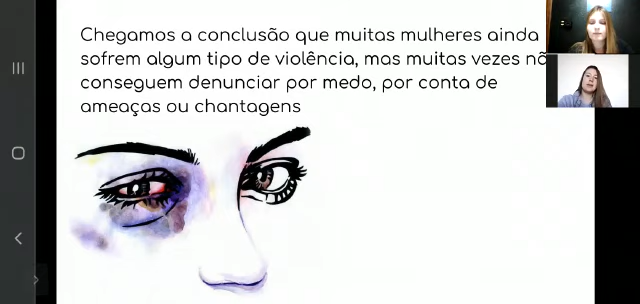 Chegamos a conclusão que muitas mulheres ainda
sofrem algum tipo de violência, mas muitas vezes
conseguem denunciar por medo, por conta de
ameaças ou chantagens